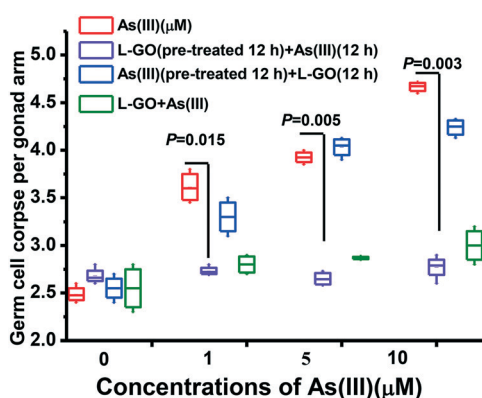 As(III)(μM)
L-GO(pre-treated 12 h)+As(III)(12 h)
As(III)(pre-treated 12 h)+L-GO(12 h)
L-GO+As(III)
P=0.003
P=0.005
P=0.015
Germ cell corpse per gonad arm
5.0
4.5
4.0
3.5
3.0
2.5
2.0
0 1 5 10
Concentrations of As(III)(μM)